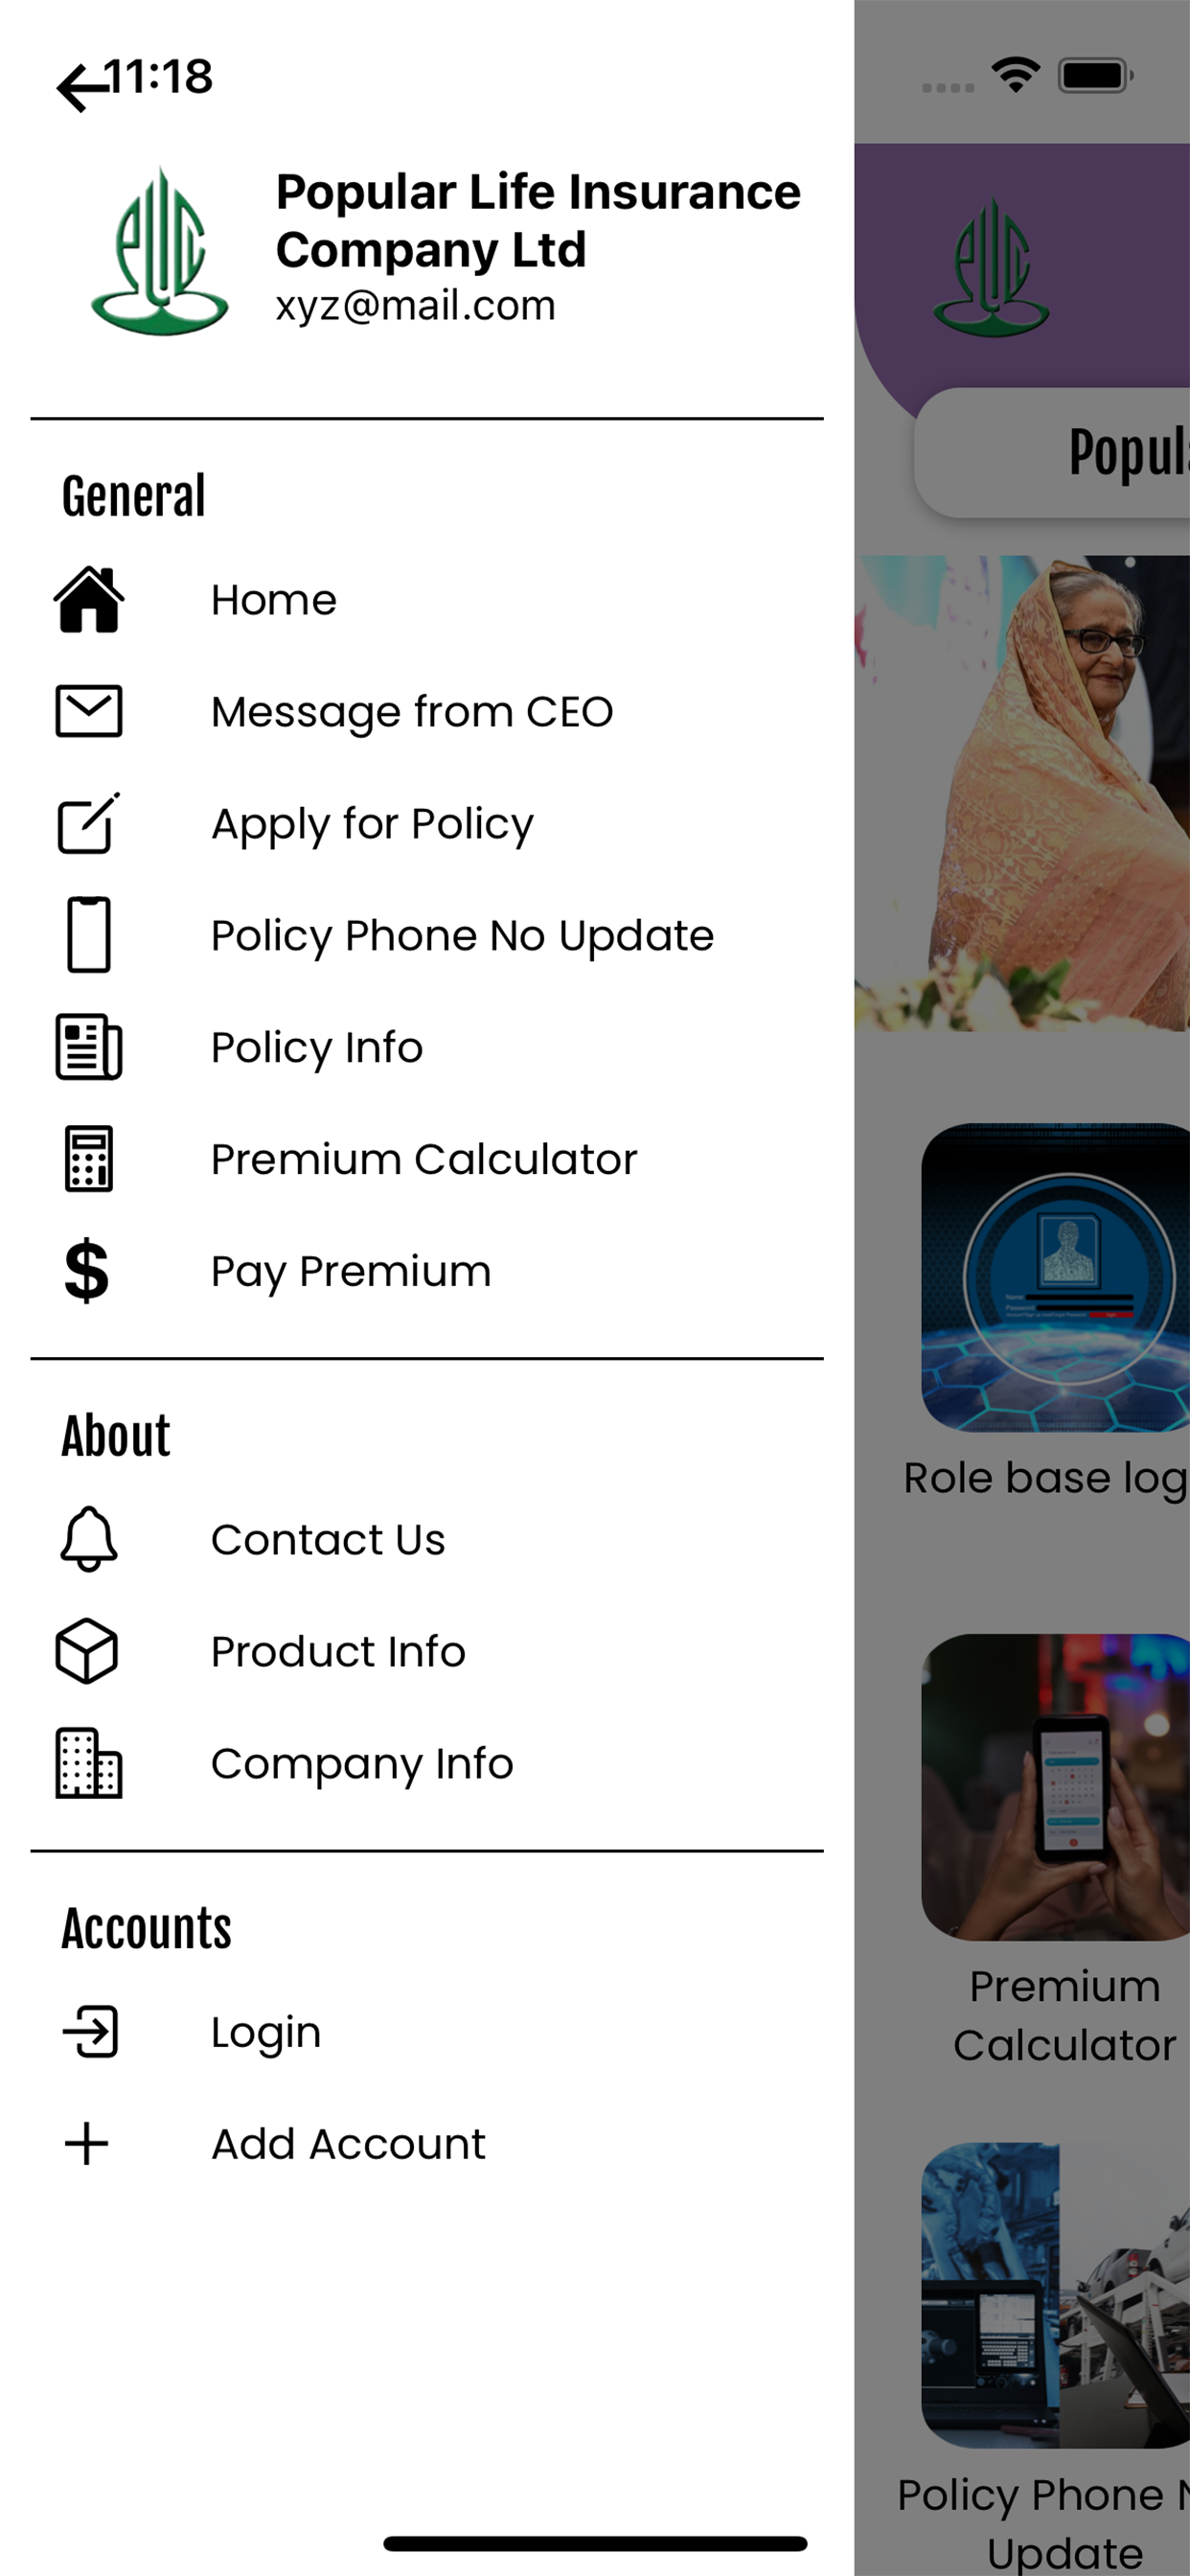 11:18
Popular Life Insurance
Company Ltd
xyz@mail.com
General
Home
Message from CEO
Apply for Policy
Policy Phone No Update
Policy Info
Premium Calculator
$
Pay Premium
About
Contact Us
Product Info
Company Info
Accounts
Login
Add Account
Role base
Premium
Calculator
Policy Phone
Update